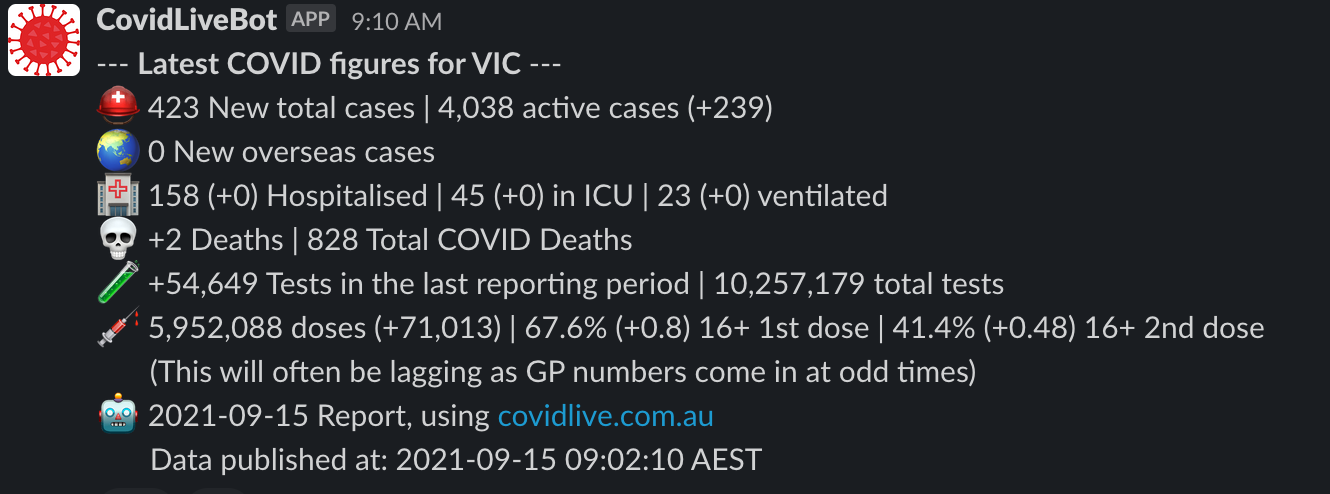 CovidLiveBot APP 9:10 AM
--- Latest COVID figures for VIC ---
423 New total cases | 4,038 active cases (+239)
0 New overseas cases
158 (+0) Hospitalised | 45 (+0) in ICU | 23 (+0) ventilated
+2 Deaths | 828 Total COVID Deaths
+54,649 Tests in the last reporting period | 10,257,179 total tests
5,952,088 doses (+71,013) | 67.6% (+0.8) 16+ 1st dose | 41.4% (+0.48) 16+ 2nd dose
(This will often be lagging as GP numbers come in at odd times)
2021-09-15 Report, using covidlive.com.au
Data published at: 2021-09-15 09:02:10 AEST